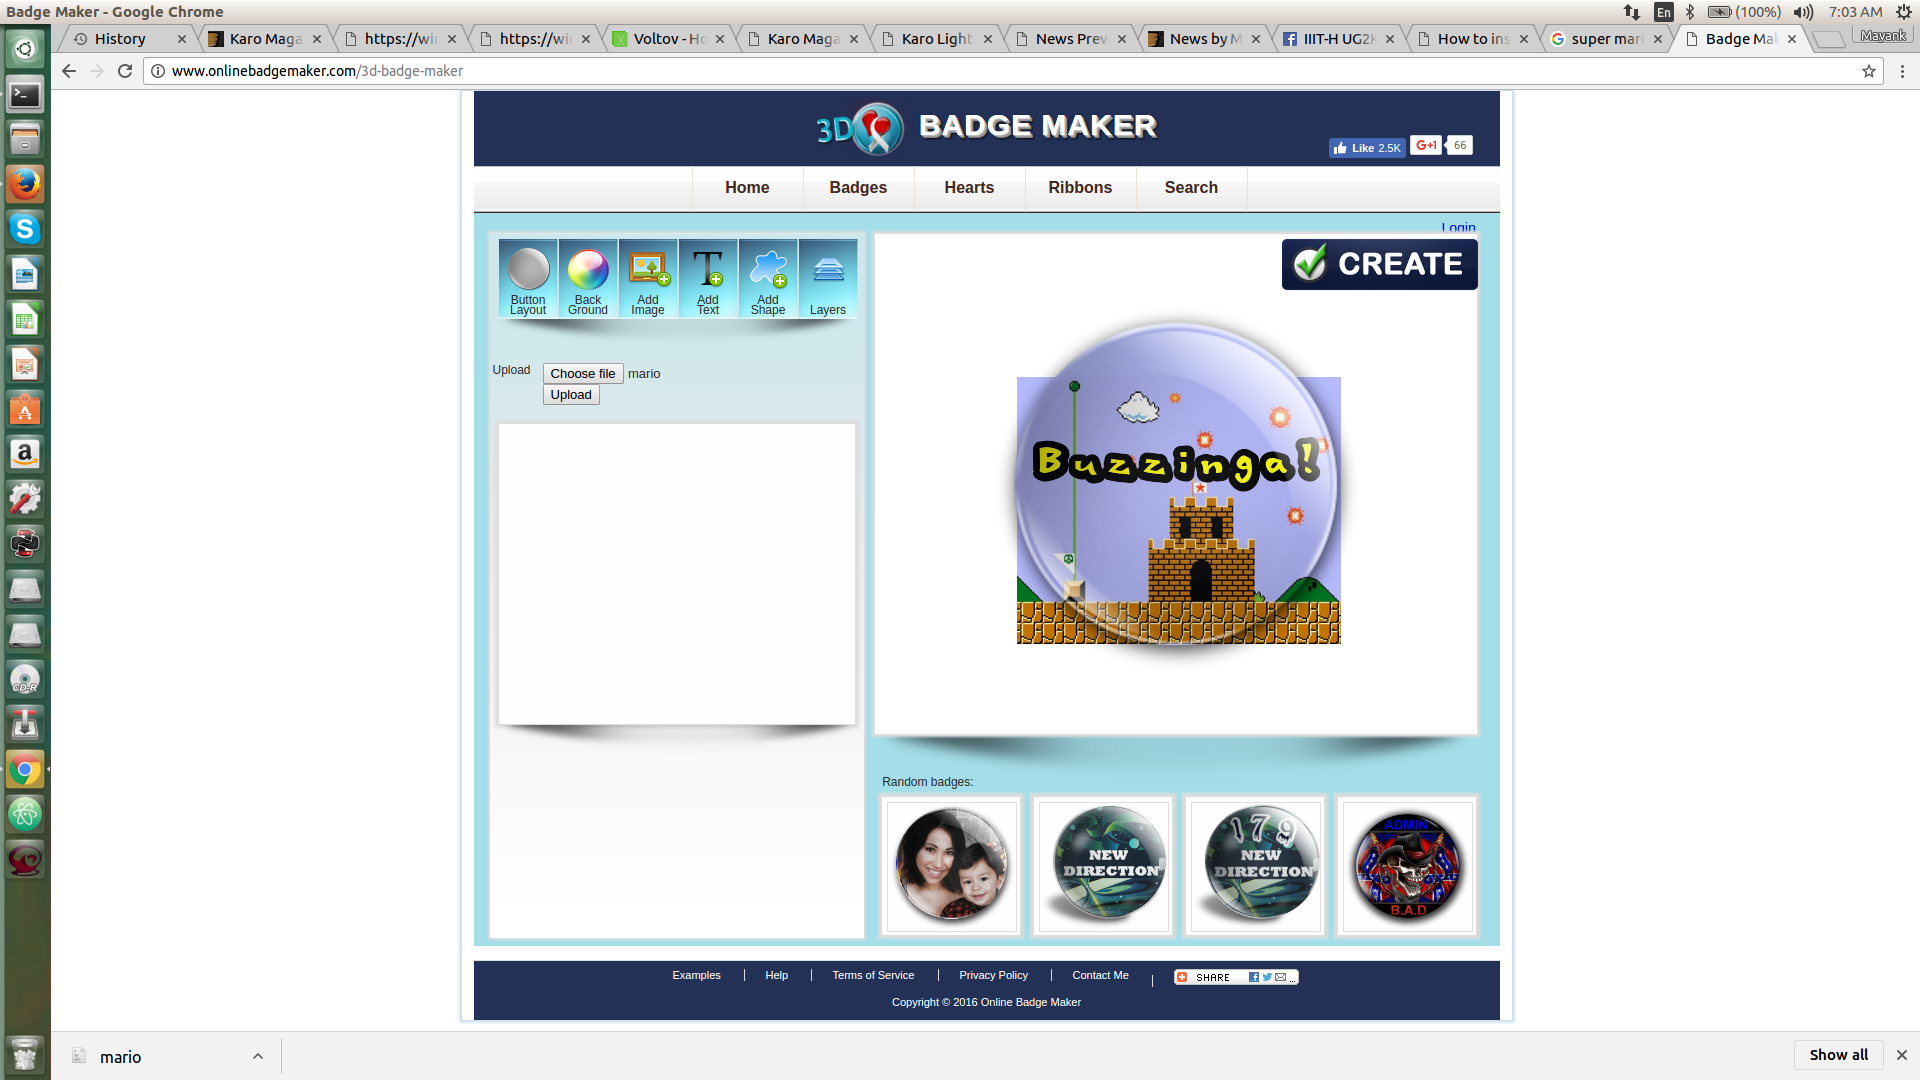 Badge Maker - Google Chrome
En
(100%)
7:03 AM
History
Karo Maga
https://wir
https://wir
Voltov - Ho
Karo Maga
Karo Light
News Prev
News by M
IIIT-H UG2K
How to ins
super mari
Badge Mak
Mayank
www.onlinebadgemaker.com/3d-badge-maker
3D
BADGE MAKER
Like 2.5K
G+1
66
Home
Badges
Hearts
Ribbons
Search
Login
Button Layout
Back Ground
Add Image
Add Text
Add Shape
Layers
CREATE
Upload
Choose file
mario
Upload
Buzzinga!
Random badges:
NEW
DIRECTION
179
NEW
DIRECTION
ADMIN
B.A.D
Examples
Help
Terms of Service
Privacy Policy
Contact Me
SHARE
...
Copyright © 2016 Online Badge Maker
CD-R
mario
Show all